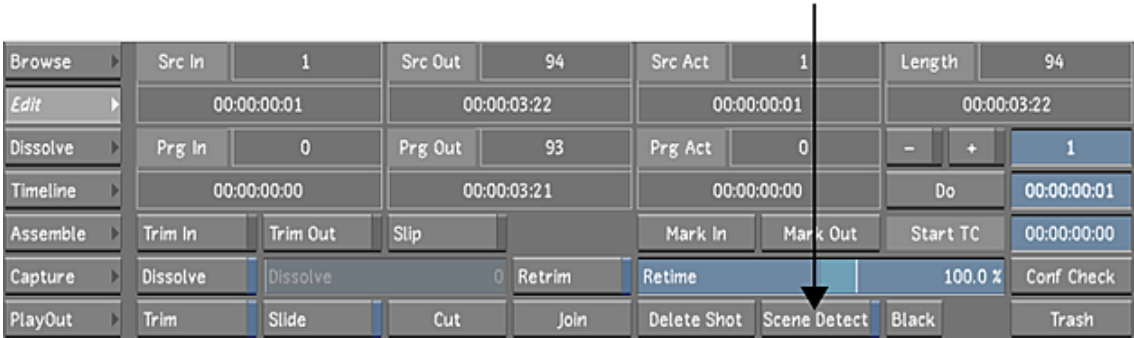 Browse Src In 1 Src Out 94 Src Act 1 Length 94
Edit 00:00:00:01 00:00:03:22 00:00:00:01 00:00:03:22
Dissolve Prg In 0 Prg Out 93 Prg Act 0 - + 1
Timeline 00:00:00:00 00:00:03:21 00:00:00:00 Do 00:00:00:01
Assemble Trim In Trim Out Slip Mark In Mark Out Start TC 00:00:00:00
Capture Dissolve Dissolve 0 Retrim Retime 100.0 % Conf Check
PlayOut Trim Slide Cut Join Delete Shot Scene Detect Black Trash